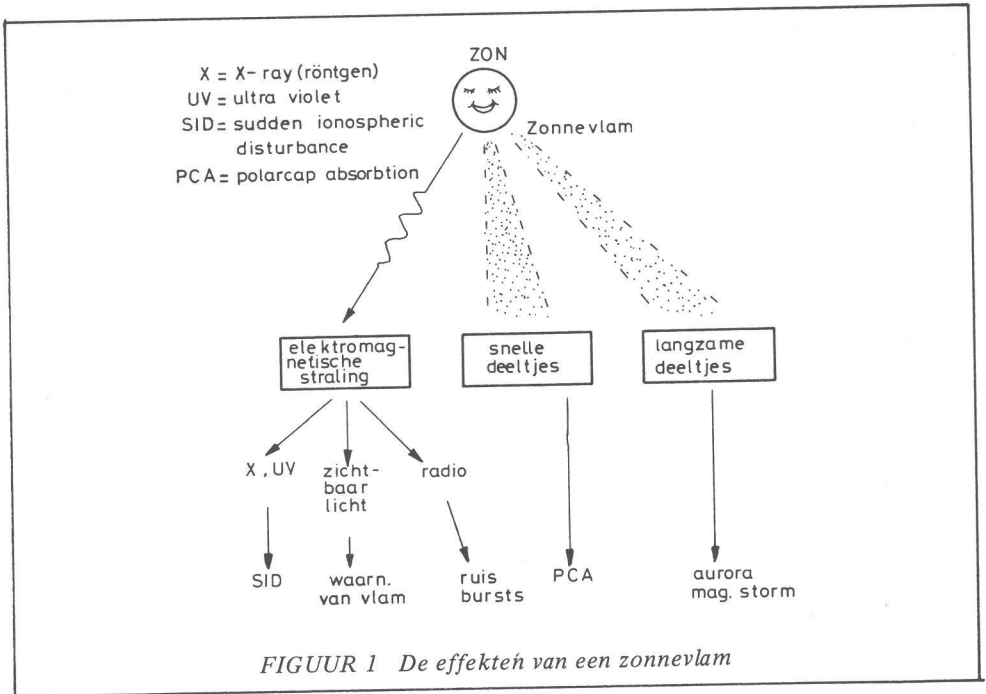 ZON
X = X-ray (röntgen)
UV = ultra violet
SID = sudden ionospheric
disturbance
PCA = polarcap absorbtion
Zonnevlam
elektromag-
netische
straling
snelle
deeltjes
langzame
deeltjes
X, UV
zicht-
baar
licht
radio
SID
waarn.
van vlam
ruis
bursts
PCA
aurora
mag. storm
FIGUUR 1 De effekten van een zonnevlam